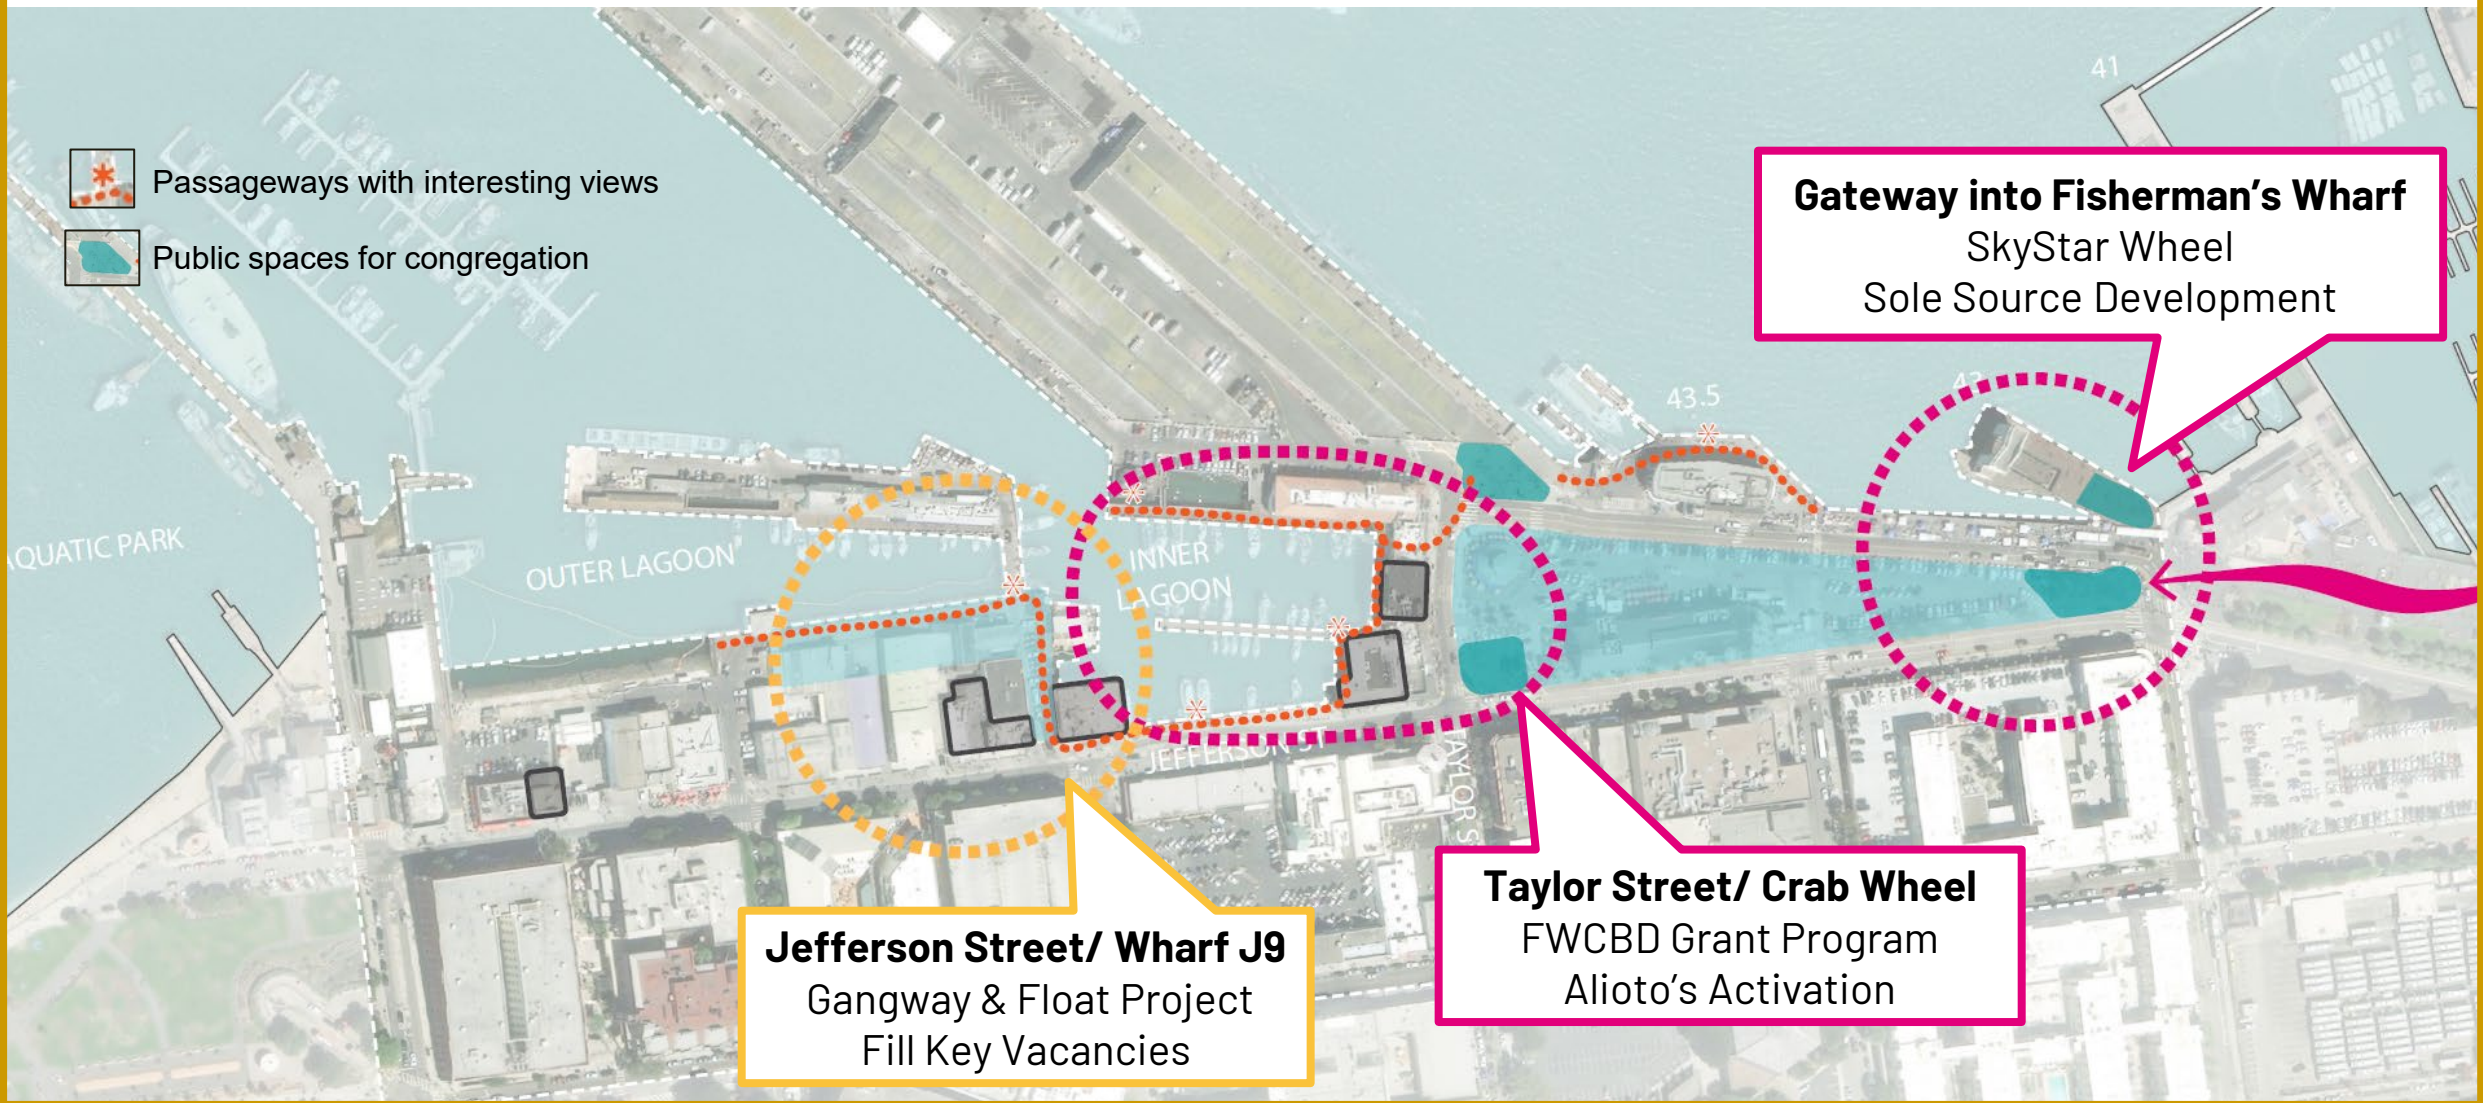 41
Passageways with interesting views
Public spaces for congregation
Gateway into Fisherman's Wharf
SkyStar Wheel
Sole Source Development
43.5
AQUATIC PARK
OUTER LAGOON
INNER
LAGOON
JEFFERSON ST
TAYLOR S
Jefferson Street/ Wharf J9
Gangway & Float Project
Fill Key Vacancies
Taylor Street/ Crab Wheel
FWCBD Grant Program
Alioto's Activation